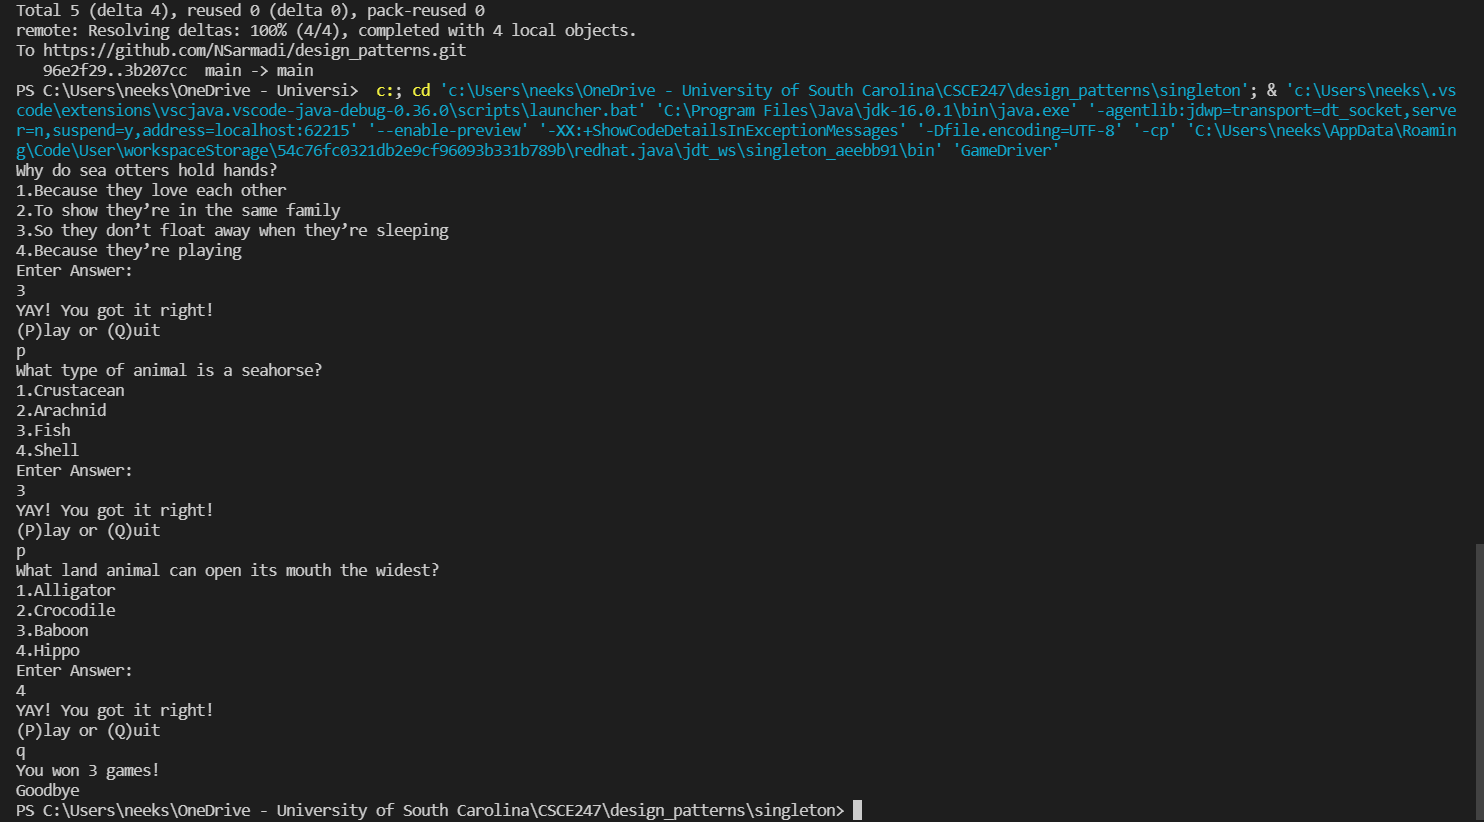 Total 5 (delta 4), reused 0 (delta 0), pack-reused 0
remote: Resolving deltas: 100% (4/4), completed with 4 local objects.
To https://github.com/NSarmadi/design_patterns.git
   96e2f29..3b207cc  main -> main
PS C:\Users\neeks\OneDrive - Universi>  c:; cd 'c:\Users\neeks\OneDrive - University of South Carolina\CSCE247\design_patterns\singleton'; & 'c:\Users\neeks\.vs
code\extensions\vscjava.vscode-java-debug-0.36.0\scripts\launcher.bat' 'C:\Program Files\Java\jdk-16.0.1\bin\java.exe' '-agentlib:jdwp=transport=dt_socket,serve
r=n,suspend=y,address=localhost:62215' '--enable-preview' '-XX:+ShowCodeDetailsInExceptionMessages' '-Dfile.encoding=UTF-8' '-cp' 'C:\Users\neeks\AppData\Roamin
g\Code\User\workspaceStorage\54c76fc0321db2e9cf96093b331b789b\redhat.java\jdt_ws\singleton_aeebb91\bin' 'GameDriver'
Why do sea otters hold hands?
1.Because they love each other
2.To show they’re in the same family
3.So they don’t float away when they’re sleeping
4.Because they’re playing
Enter Answer:
3
YAY! You got it right!
(P)lay or (Q)uit
p
What type of animal is a seahorse?
1.Crustacean
2.Arachnid
3.Fish
4.Shell
Enter Answer:
3
YAY! You got it right!
(P)lay or (Q)uit
p
What land animal can open its mouth the widest?
1.Alligator
2.Crocodile
3.Baboon
4.Hippo
Enter Answer:
4
YAY! You got it right!
(P)lay or (Q)uit
q
You won 3 games!
Goodbye
PS C:\Users\neeks\OneDrive - University of South Carolina\CSCE247\design_patterns\singleton>